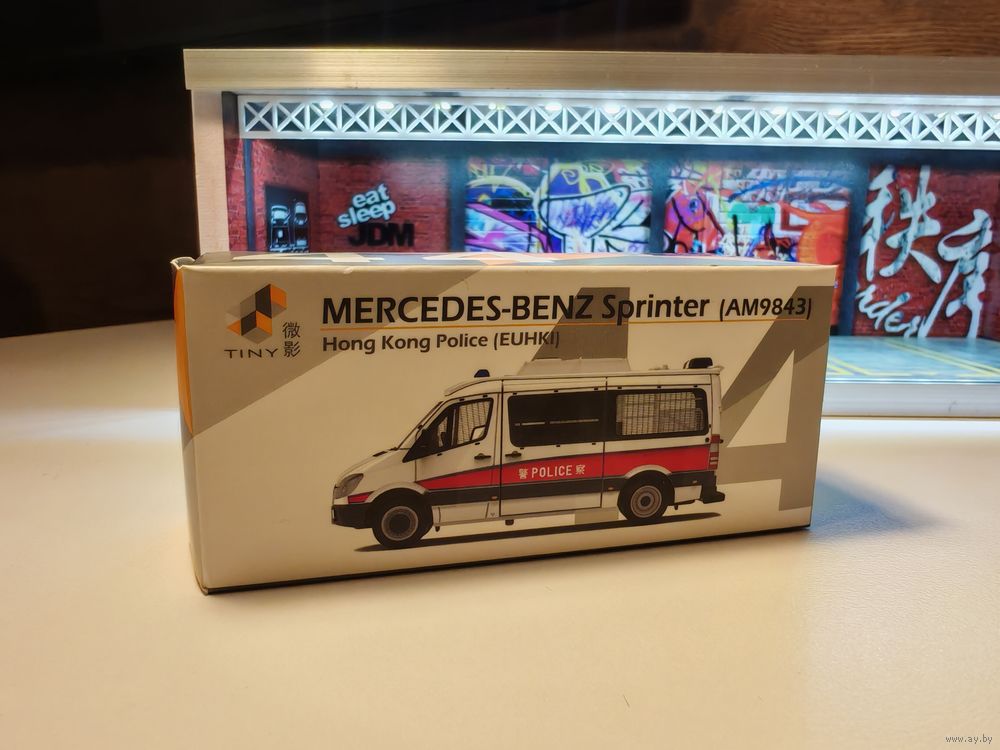 eat
sleep
JDM
秩序
TINY 微影
MERCEDES-BENZ Sprinter (AM9843)
Hong Kong Police (EUHKI)
警 POLICE 察
www.ay.by